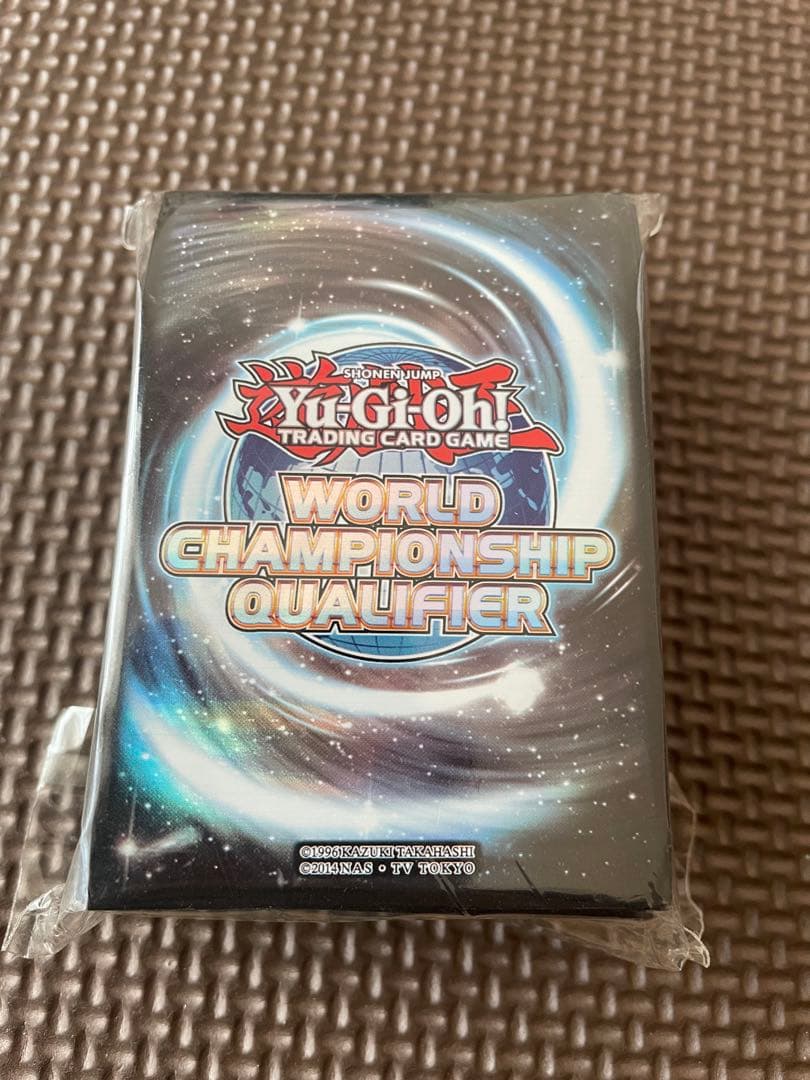 SHONEN JUMP
Yu-Gi-Oh!
TRADING CARD GAME
WORLD
CHAMPIONSHIP
QUALIFIER
©1996 KAZUKI TAKAHASHI
©2014 NAS • TV TOKYO